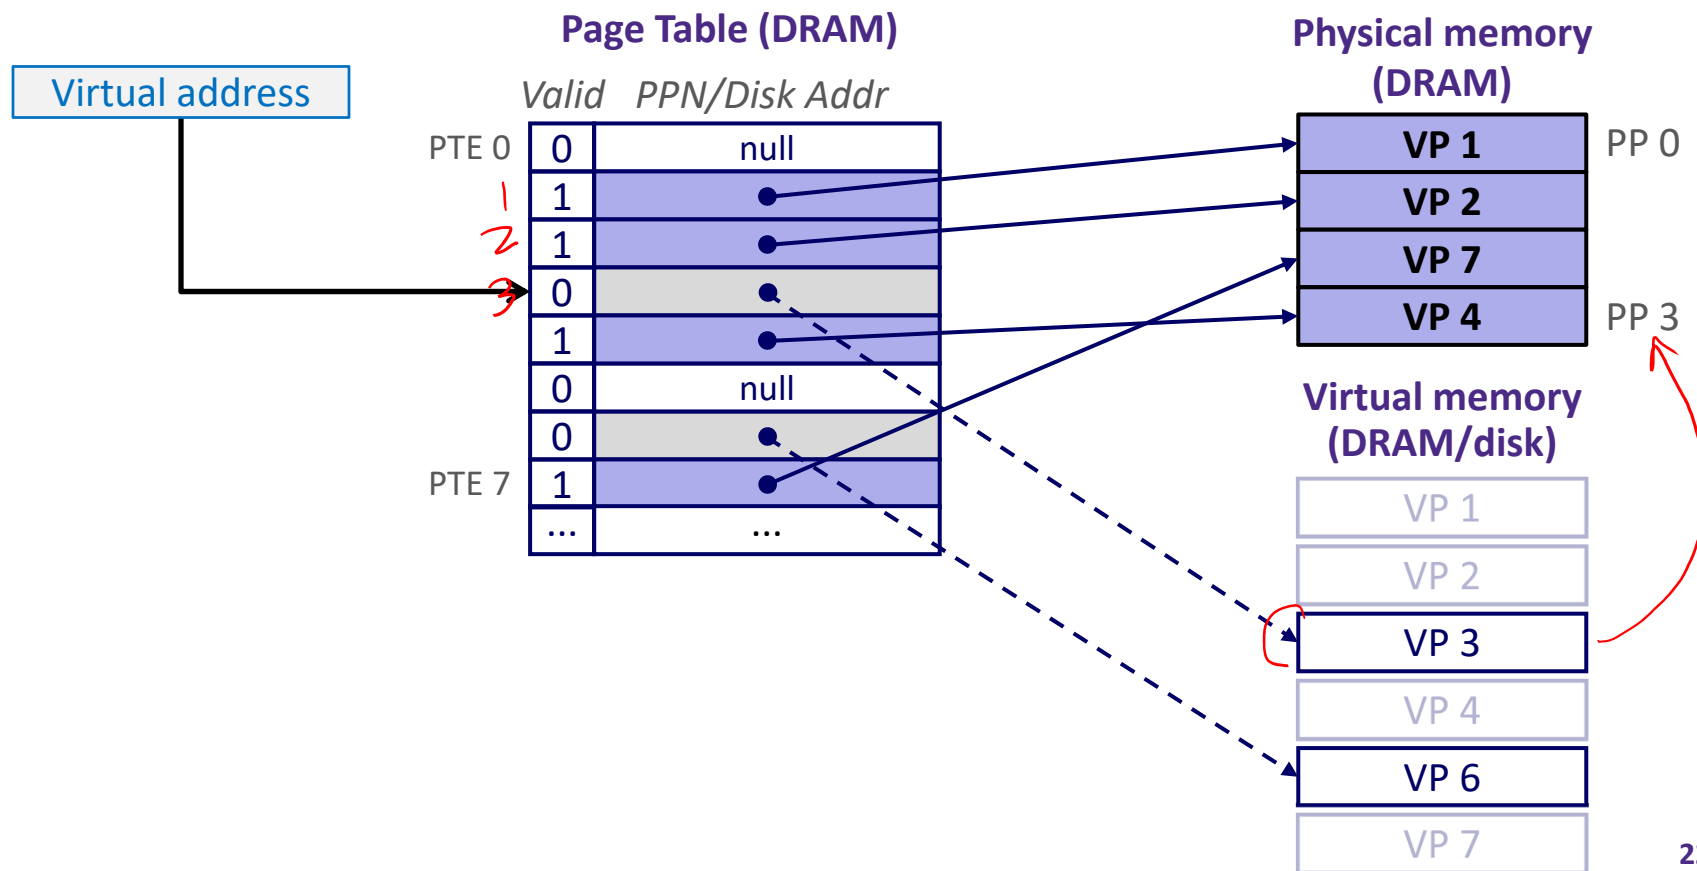 Page Table (DRAM)
Physical memory
(DRAM)
Virtual address
Valid PPN/Disk Addr
PTE 0 0 null
VP 1 PP 0
1 1
VP 2
2 1
VP 7
3 0
VP 4 PP 3
1
0 null
Virtual memory
(DRAM/disk)
0
PTE 7 1
VP 1
... ...
VP 2
VP 3
VP 4
VP 6
VP 7